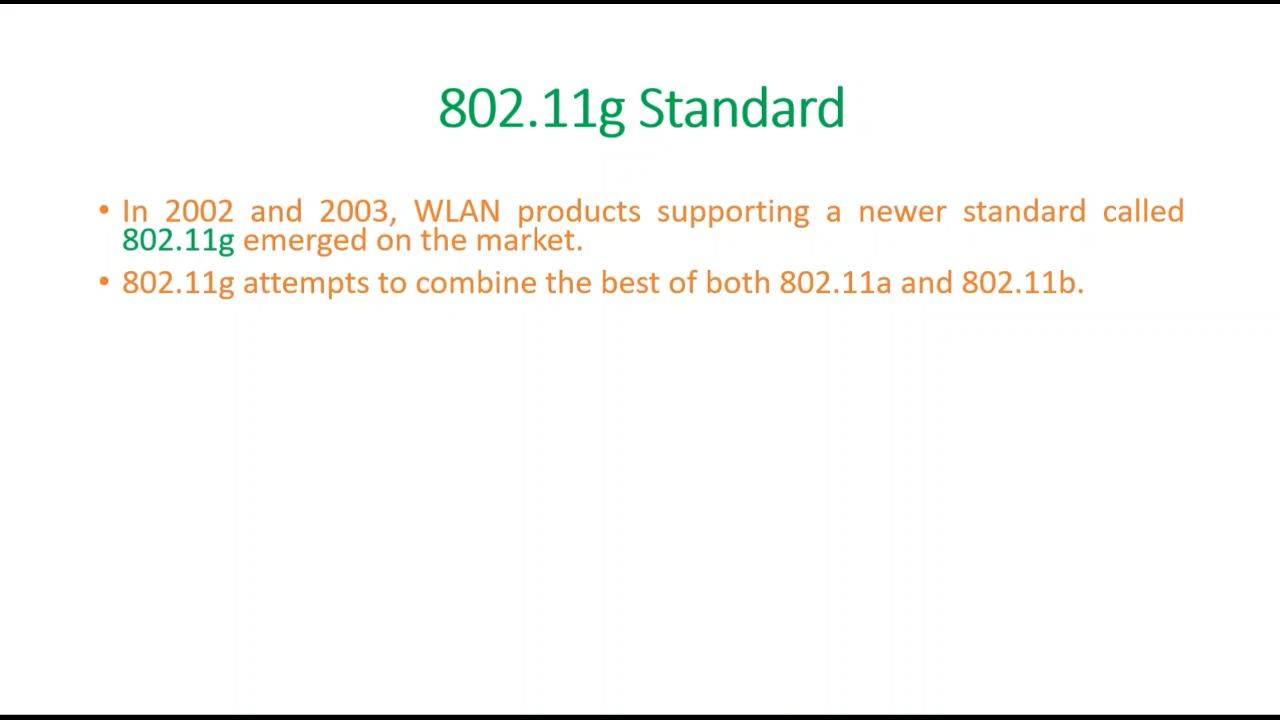 802.11g Standard
• In 2002 and 2003, WLAN products supporting a newer standard called
802.11g emerged on the market.
• 802.11g attempts to combine the best of both 802.11a and 802.11b.